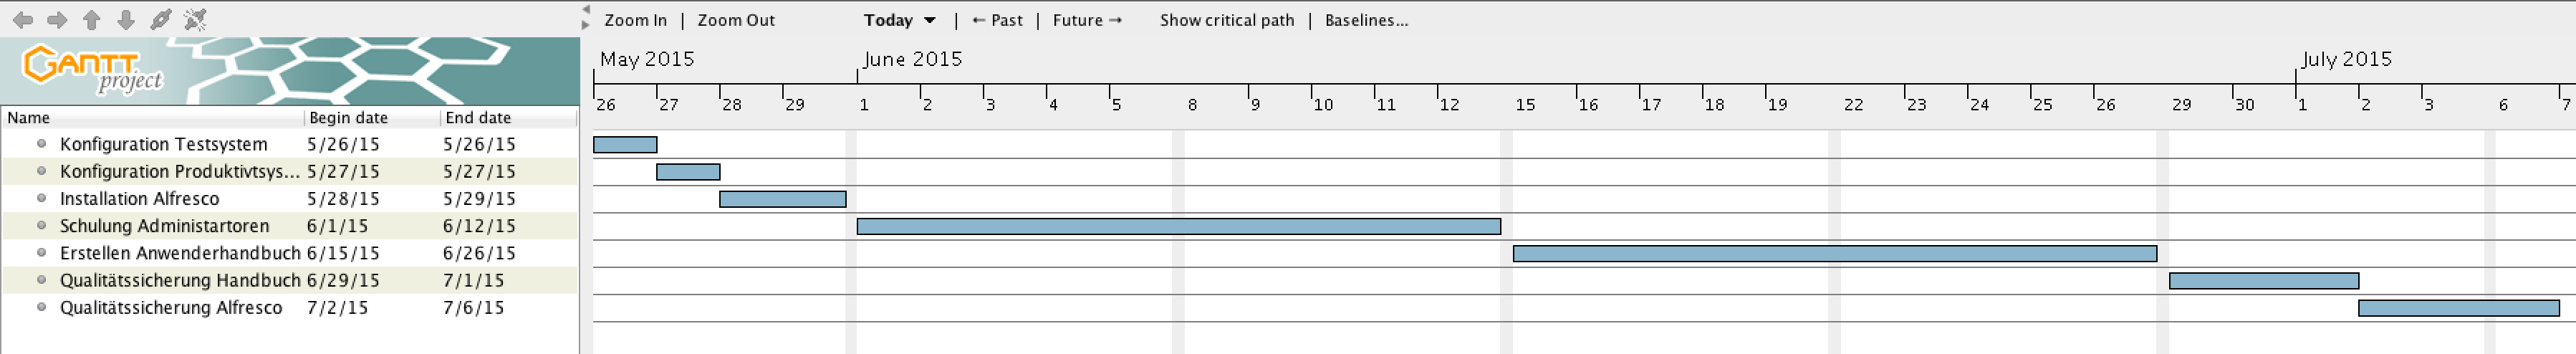 Zoom In | Zoom Out Today | ← Past | Future → Show critical path | Baselines...
GANTT project
May 2015 June 2015 July 2015
26 27 28 29 1 2 3 4 5 8 9 10 11 12 15 16 17 18 19 22 23 24 25 26 29 30 1 2 3 6 7
Name Begin date End date
Konfiguration Testsystem 5/26/15 5/26/15
Konfiguration Produktivtsys... 5/27/15 5/27/15
Installation Alfresco 5/28/15 5/29/15
Schulung Administartoren 6/1/15 6/12/15
Erstellen Anwenderhandbuch 6/15/15 6/26/15
Qualitätssicherung Handbuch 6/29/15 7/1/15
Qualitätssicherung Alfresco 7/2/15 7/6/15